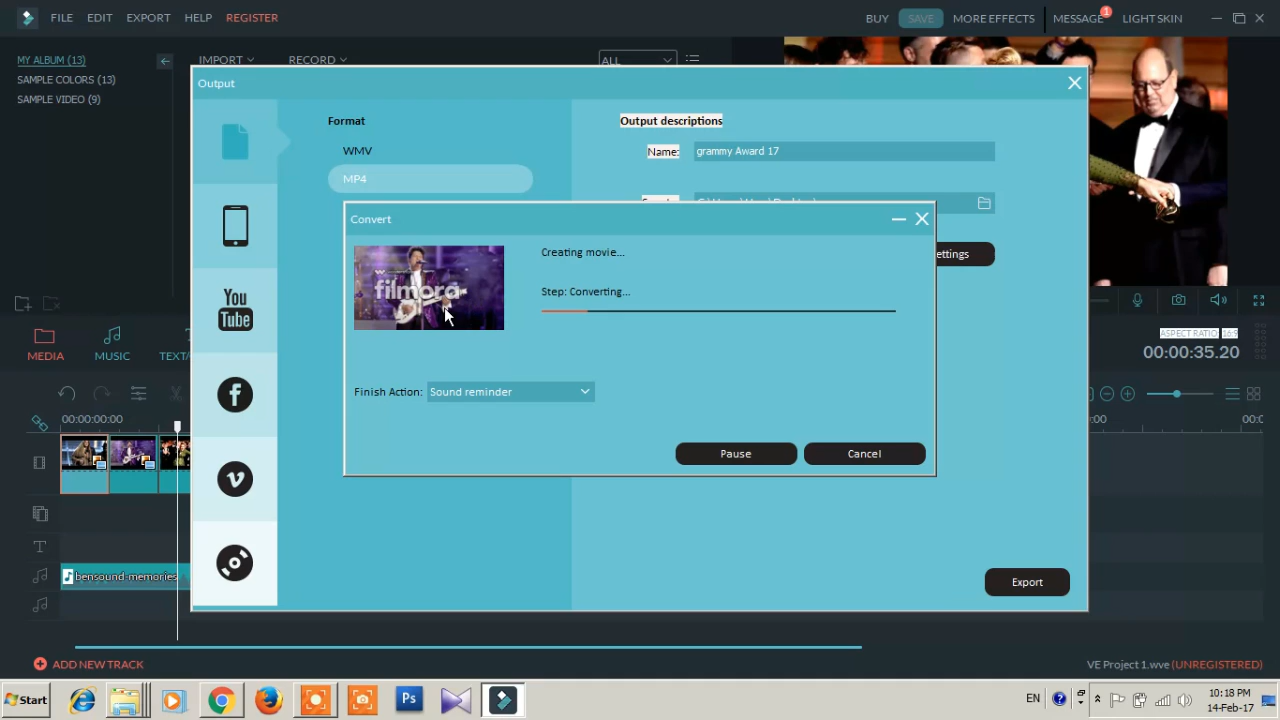 FILE EDIT EXPORT HELP REGISTER
BUY SAVE MORE EFFECTS MESSAGE 1 LIGHT SKIN
MY ALBUM (13)
SAMPLE COLORS (13)
SAMPLE VIDEO (9)
IMPORT RECORD ALL
Output
Format
WMV
MP4
Output descriptions
Name: grammy Award 17
Convert
filmora
Creating movie...
Step: Converting...
Finish Action: Sound reminder
Pause Cancel
Export
You
Tube
MEDIA MUSIC TEXT/
ASPECT RATIO 16:9
00:00:35.20
00:00:00:00
bensound-memories
ADD NEW TRACK
VE Project 1.wve (UNREGISTERED)
Start Ps EN 10:18 PM
14-Feb-17